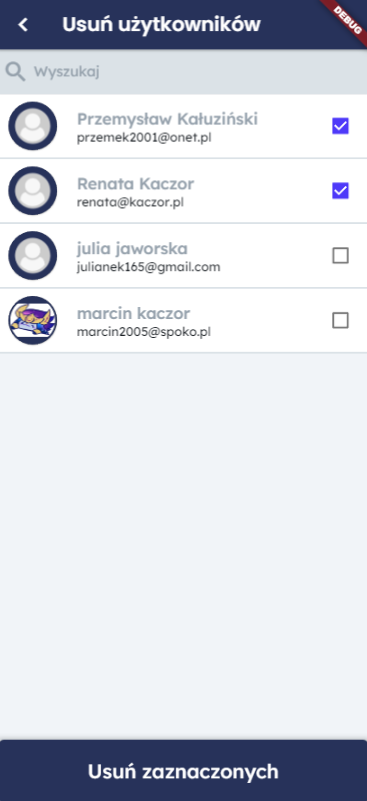 Usuń użytkowników
DEBUG
Wyszukaj
Przemysław Kałuziński
przemek2001@onet.pl
Renata Kaczor
renata@kaczor.pl
julia jaworska
julianek165@gmail.com
marcin kaczor
marcin2005@spoko.pl
Usuń zaznaczonych